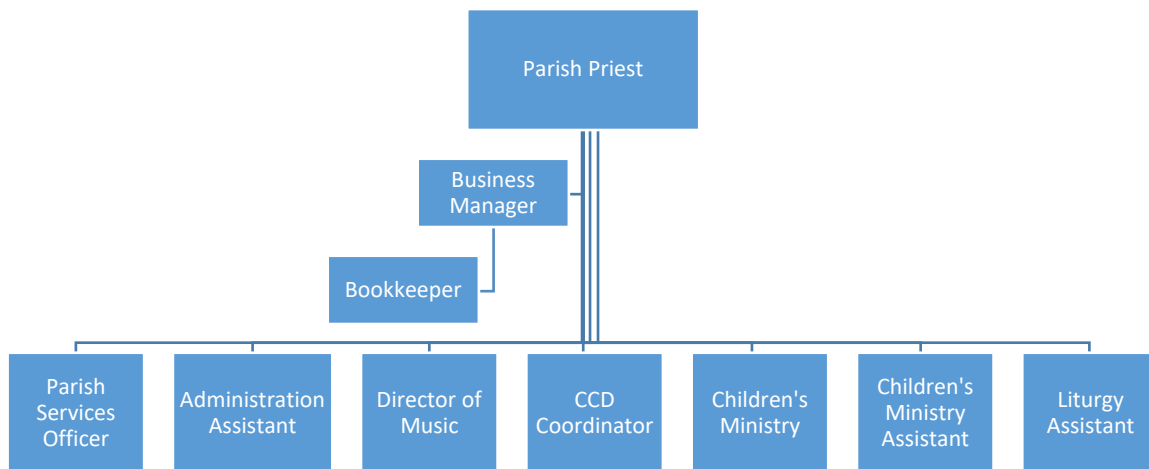 Parish Priest
Business
Manager
Bookkeeper
Parish
Services
Officer
Administration
Assistant
Director of
Music
CCD
Coordinator
Children's
Ministry
Children's
Ministry
Assistant
Liturgy
Assistant